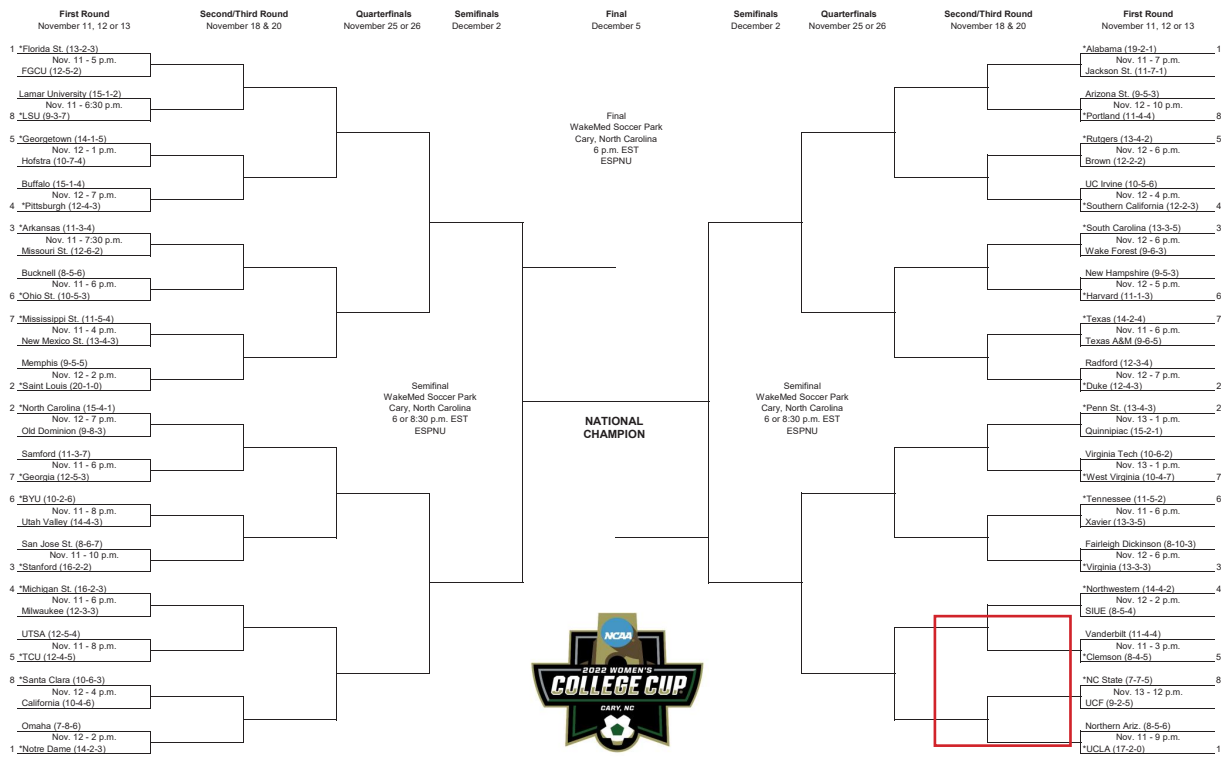 First Round
November 11, 12 or 13
Second/Third Round
November 18 & 20
Quarterfinals
November 25 or 26
Semifinals
December 2
Final
December 5
Semifinals
December 2
Quarterfinals
November 25 or 26
Second/Third Round
November 18 & 20
First Round
November 11, 12 or 13
1 *Florida St. (13-2-3)
Nov. 11 - 5 p.m.
FGCU (12-5-2)
Lamar University (15-1-2)
Nov. 11 - 6:30 p.m.
8 *LSU (9-3-7)
5 *Georgetown (14-1-5)
Nov. 12 - 1 p.m.
Hofstra (10-7-4)
Buffalo (15-1-4)
Nov. 12 - 7 p.m.
4 *Pittsburgh (12-4-3)
3 *Arkansas (11-3-4)
Nov. 11 - 7:30 p.m.
Missouri St. (12-6-2)
Bucknell (8-5-6)
Nov. 11 - 6 p.m.
6 *Ohio St. (10-5-3)
7 *Mississippi St. (11-5-4)
Nov. 11 - 4 p.m.
New Mexico St. (13-4-3)
Memphis (9-5-5)
Nov. 12 - 2 p.m.
2 *Saint Louis (20-1-0)
2 *North Carolina (15-4-1)
Nov. 12 - 7 p.m.
Old Dominion (9-8-3)
Samford (11-3-7)
Nov. 11 - 6 p.m.
7 *Georgia (12-5-3)
6 *BYU (10-2-6)
Nov. 11 - 8 p.m.
Utah Valley (14-4-3)
San Jose St. (8-6-7)
Nov. 11 - 10 p.m.
3 *Stanford (16-2-2)
4 *Michigan St. (16-2-3)
Nov. 11 - 6 p.m.
Milwaukee (12-3-3)
UTSA (12-5-4)
Nov. 11 - 8 p.m.
5 *TCU (12-4-5)
8 *Santa Clara (10-6-3)
Nov. 12 - 4 p.m.
California (10-4-6)
Omaha (7-8-6)
Nov. 12 - 2 p.m.
1 *Notre Dame (14-2-3)
Final
WakeMed Soccer Park
Cary, North Carolina
6 p.m. EST
ESPNU
Semifinal
WakeMed Soccer Park
Cary, North Carolina
6 or 8:30 p.m. EST
ESPNU
NATIONAL
CHAMPION
Semifinal
WakeMed Soccer Park
Cary, North Carolina
6 or 8:30 p.m. EST
ESPNU
NCAA
2022 WOMEN'S
COLLEGE CUP
CARY, NC
*Alabama (19-2-1) 1
Nov. 11 - 7 p.m.
Jackson St. (11-7-1)
Arizona St. (9-5-3)
Nov. 12 - 10 p.m.
*Portland (11-4-4) 8
*Rutgers (13-4-2) 5
Nov. 12 - 6 p.m.
Brown (12-2-2)
UC Irvine (10-5-6)
Nov. 12 - 4 p.m.
*Southern California (12-2-3) 4
*South Carolina (13-3-5) 3
Nov. 12 - 6 p.m.
Wake Forest (9-6-3)
New Hampshire (9-5-3)
Nov. 12 - 5 p.m.
*Harvard (11-1-3) 6
*Texas (14-2-4) 7
Nov. 11 - 6 p.m.
Texas A&M (9-6-5)
Radford (12-3-4)
Nov. 12 - 7 p.m.
*Duke (12-4-3) 2
*Penn St. (13-4-3) 2
Nov. 13 - 1 p.m.
Quinnipiac (15-2-1)
Virginia Tech (10-6-2)
Nov. 13 - 1 p.m.
*West Virginia (10-4-7) 7
*Tennessee (11-5-2) 6
Nov. 11 - 6 p.m.
Xavier (13-3-5)
Fairleigh Dickinson (8-10-3)
Nov. 12 - 6 p.m.
*Virginia (13-3-3) 3
*Northwestern (14-4-2) 4
Nov. 12 - 2 p.m.
SIUE (8-5-4)
Vanderbilt (11-4-4)
Nov. 11 - 3 p.m.
*Clemson (8-4-5) 5
*NC State (7-7-5) 8
Nov. 13 - 12 p.m.
UCF (9-2-5)
Northern Ariz. (8-5-6)
Nov. 11 - 9 p.m.
*UCLA (17-2-0) 1